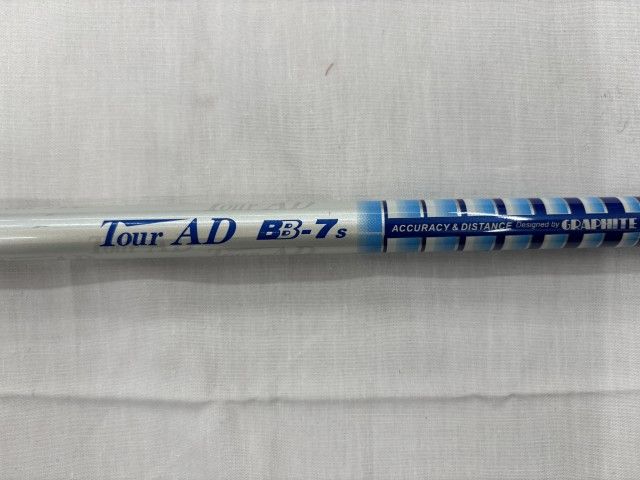 Tour AD BB-7s ACCURACY & DISTANCE Designed by GRAPHITE